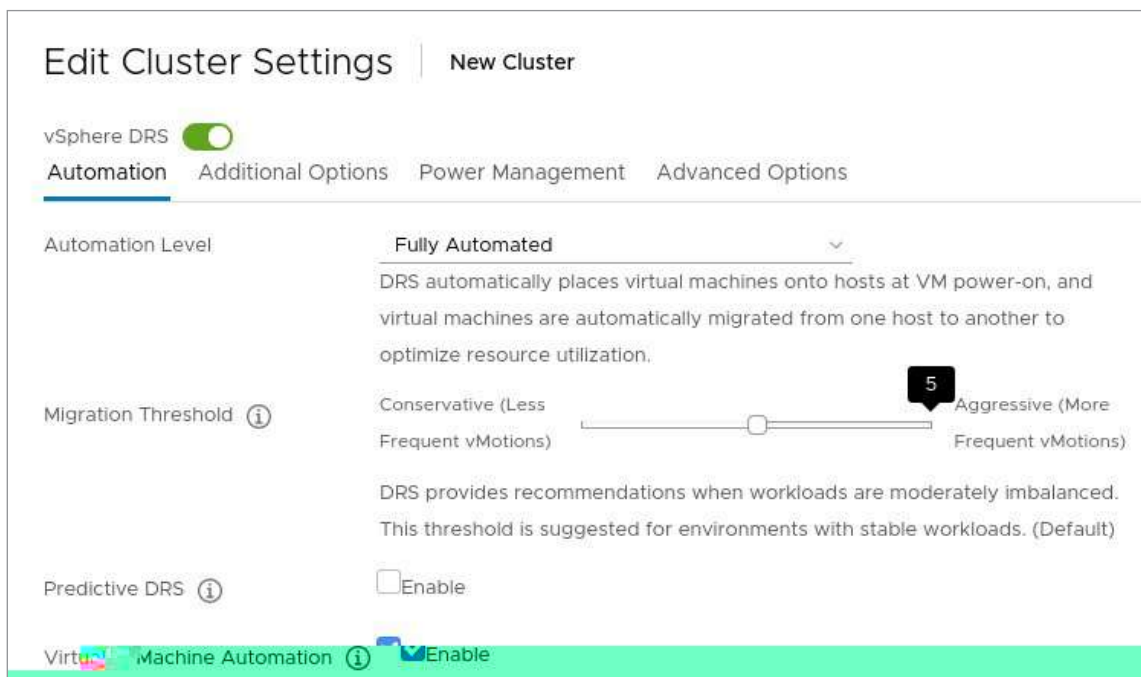 Edit Cluster Settings New Cluster
vSphere DRS
Automation Additional Options Power Management Advanced Options
Automation Level Fully Automated
DRS automatically places virtual machines onto hosts at VM power-on, and
virtual machines are automatically migrated from one host to another to
optimize resource utilization.
5
Migration Threshold Conservative (Less Aggressive (More
Frequent vMotions) Frequent vMotions)
DRS provides recommendations when workloads are moderately imbalanced.
This threshold is suggested for environments with stable workloads. (Default)
Predictive DRS Enable
Machine Automation Enable